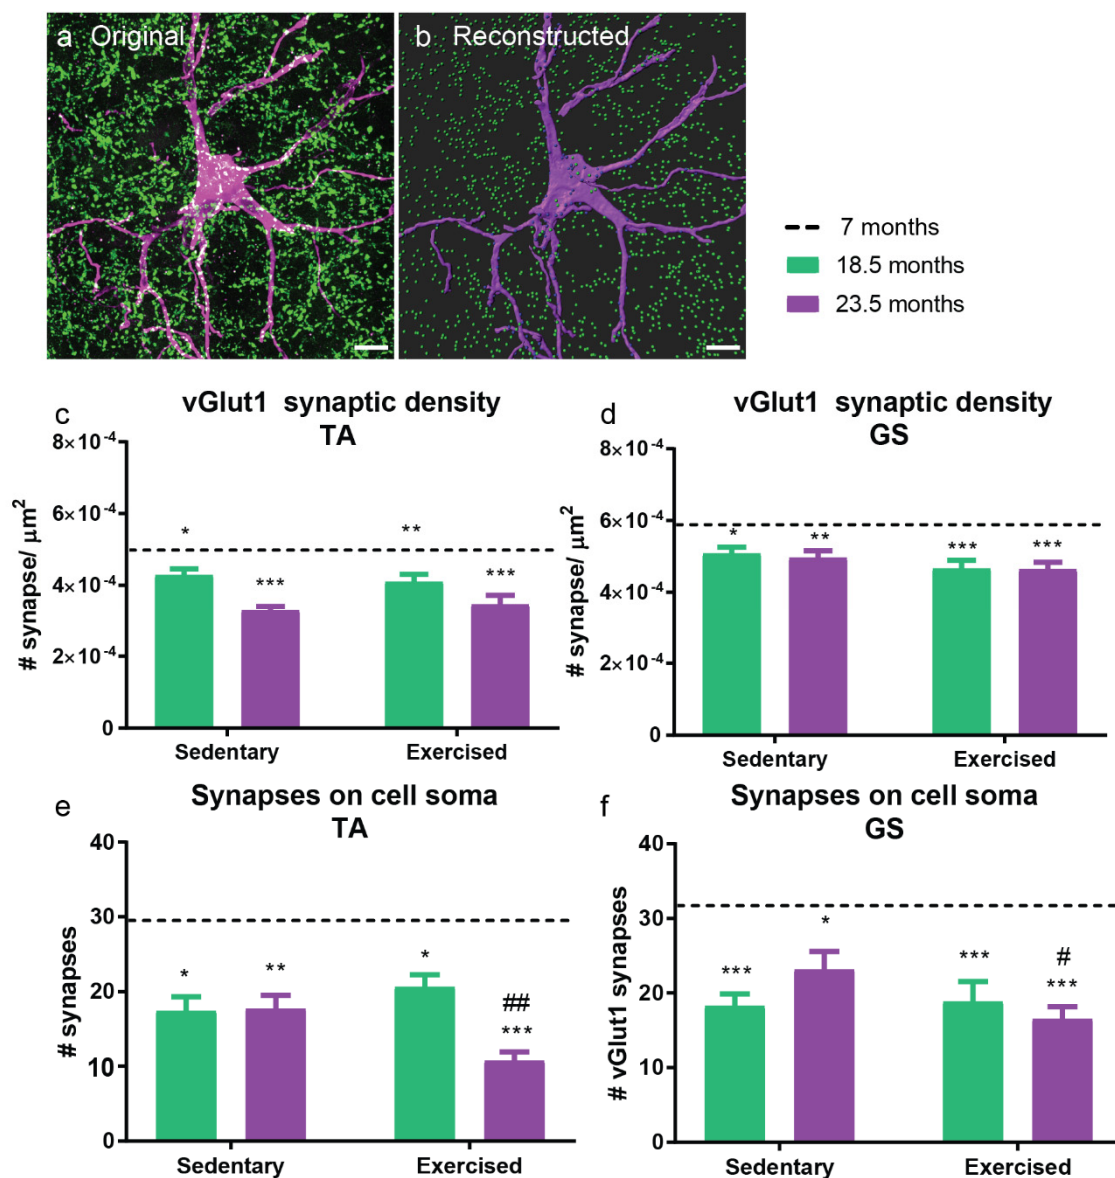 a Original
b Reconstructed
7 months
18.5 months
23.5 months
c
vGlut1 synaptic density
TA
8×10⁻⁴
6×10⁻⁴
4×10⁻⁴
2×10⁻⁴
0
# synapse/ μm²
*
***
**
***
Sedentary
Exercised
d
vGlut1 synaptic density
GS
8×10⁻⁴
6×10⁻⁴
4×10⁻⁴
2×10⁻⁴
0
# synapse/ μm²
*
**
***
***
Sedentary
Exercised
e
Synapses on cell soma
TA
40
30
20
10
0
# synapses
*
**
*
##
***
Sedentary
Exercised
f
Synapses on cell soma
GS
40
30
20
10
0
# vGlut1 synapses
***
*
***
#
***
Sedentary
Exercised